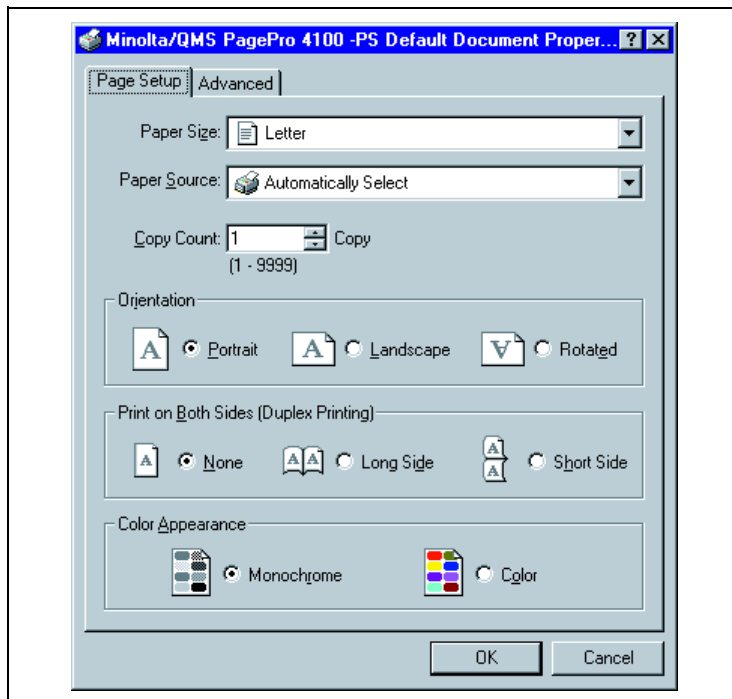 Minolta/QMS PagePro 4100 -PS Default Document Proper...
Page Setup Advanced
Paper Size: Letter
Paper Source: Automatically Select
Copy Count: 1 Copy
(1 - 9999)
Orientation
A Portrait A Landscape A Rotated
Print on Both Sides (Duplex Printing)
A None A A Long Side A A Short Side
Color Appearance
Monochrome Color
OK Cancel